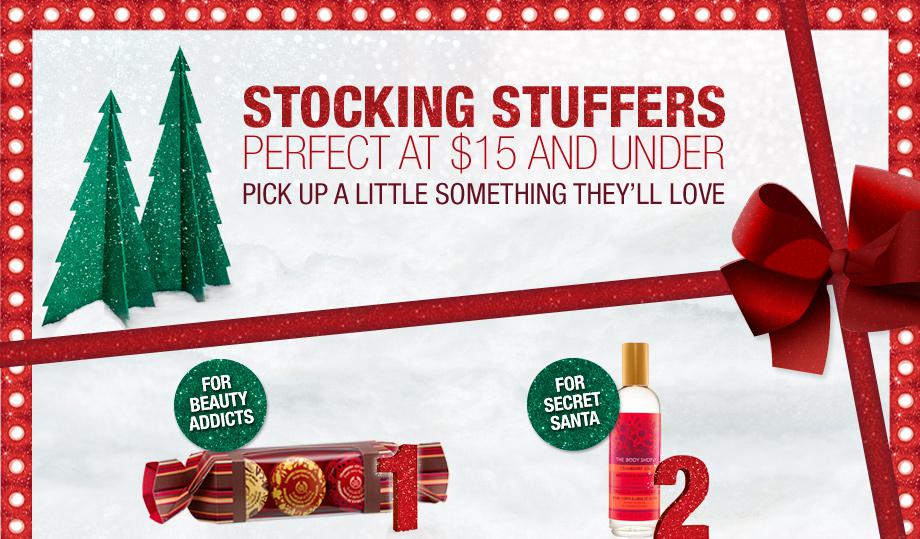 STOCKING STUFFERS
PERFECT AT $15 AND UNDER
PICK UP A LITTLE SOMETHING THEY'LL LOVE
FOR
BEAUTY
ADDICTS
FOR
SECRET
SANTA
1
THE BODY SHOP
2